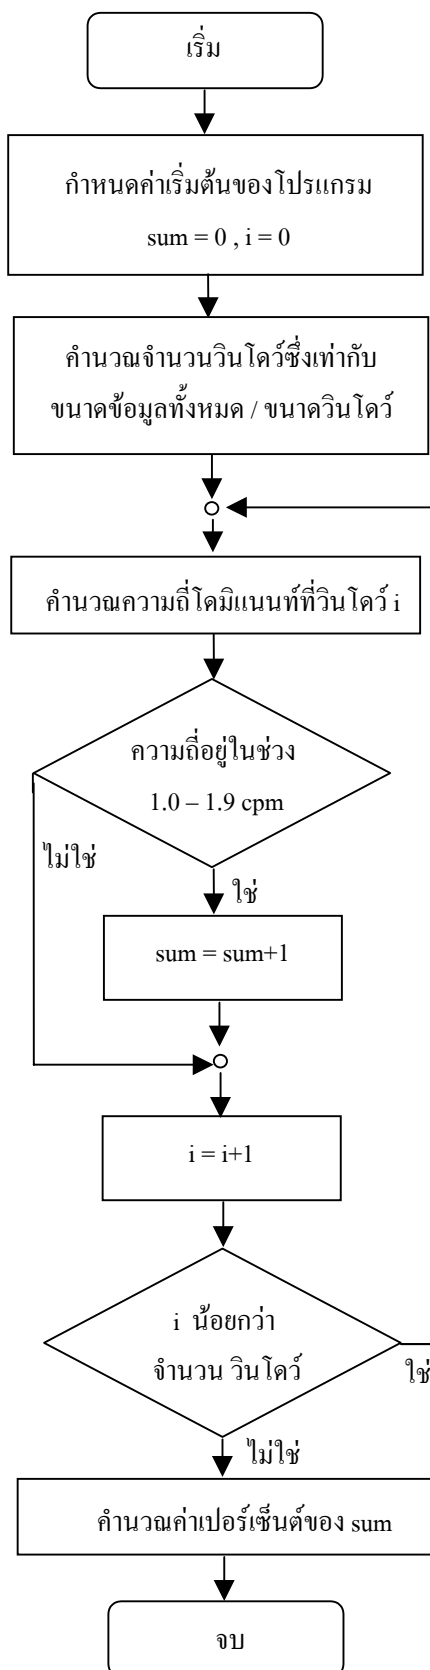 เริ่ม
กำหนดค่าเริ่มต้นของโปรแกรม
sum = 0 , i = 0
คำนวณจำนวนวินโดว์ซึ่งเท่ากับ
ขนาดข้อมูลทั้งหมด / ขนาดวินโดว์
คำนวณความถี่โดมิแนนท์ที่วินโดว์ i
ความถี่อยู่ในช่วง
1.0 – 1.9 cpm
ไม่ใช่
ใช่
sum = sum+1
i = i+1
i น้อยกว่า
จำนวน วินโดว์
ใช่
ไม่ใช่
คำนวณค่าเปอร์เซ็นต์ของ sum
จบ